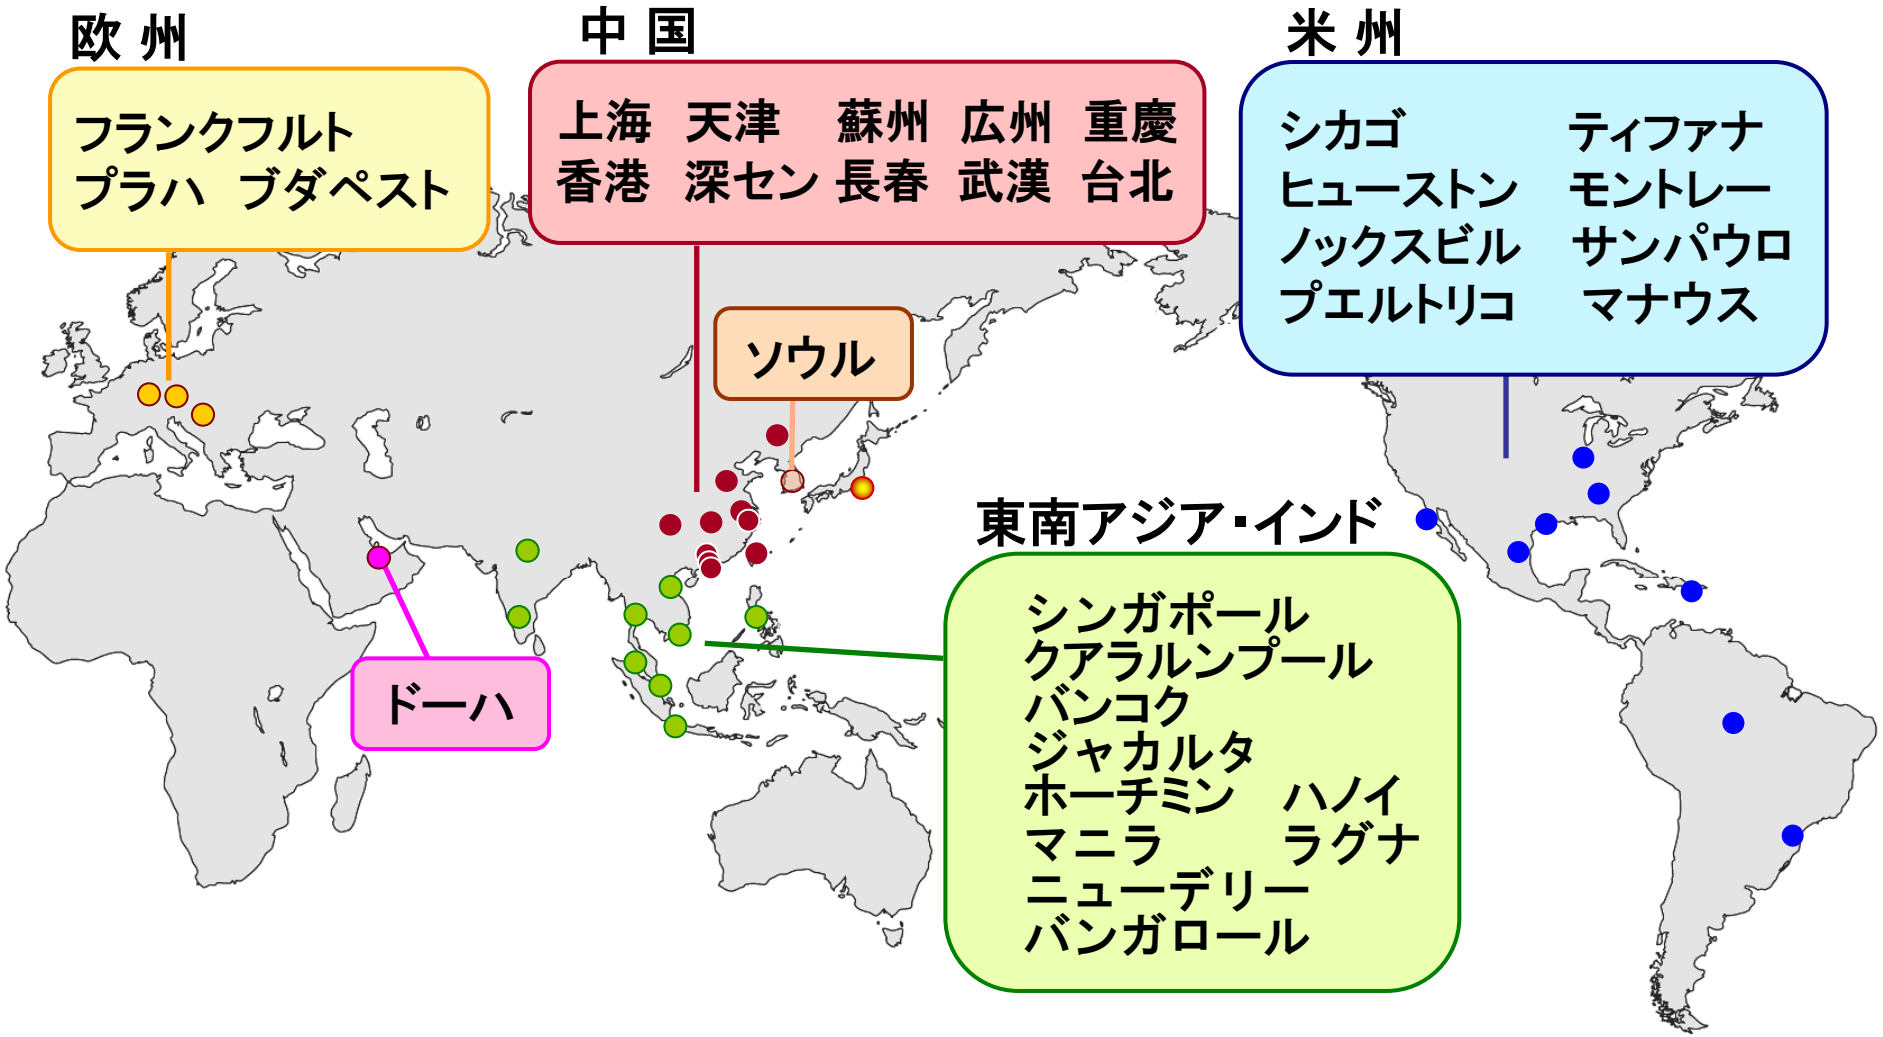 欧 州
フランクフルト
プラハ ブダペスト
中 国
上海 天津 蘇州 広州 重慶
香港 深セン 長春 武漢 台北
米 州
シカゴ ティファナ
ヒューストン モントレー
ノックスビル サンパウロ
プエルトリコ マナウス
ソウル
ドーハ
東南アジア・インド
シンガポール
クアラルンプール
バンコク
ジャカルタ
ホーチミン ハノイ
マニラ ラグナ
ニューデリー
バンガロール